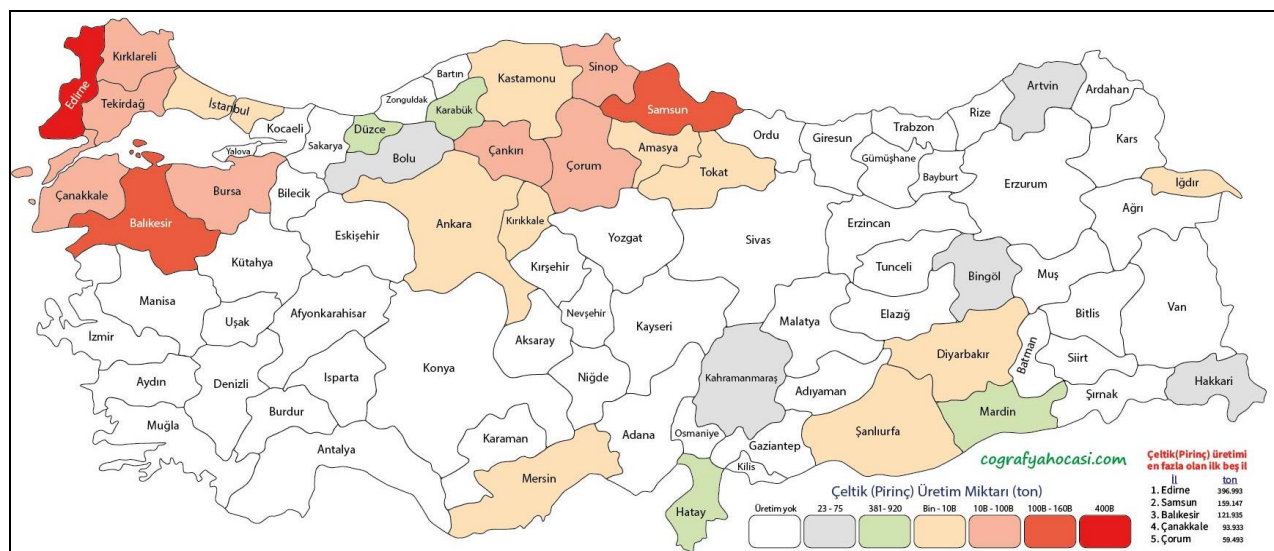 Kırklareli
Edirne
Tekirdağ
İstanbul
Kocaeli
Yalova
Sakarya
Düzce
Bolu
Zonguldak
Bartın
Karabük
Kastamonu
Sinop
Samsun
Çankırı
Çorum
Amasya
Tokat
Ordu
Giresun
Trabzon
Rize
Artvin
Ardahan
Kars
Gümüşhane
Bayburt
Erzurum
Iğdır
Ağrı
Çanakkale
Balıkesir
Bursa
Bilecik
Eskişehir
Ankara
Kırıkkale
Yozgat
Sivas
Erzincan
Tunceli
Bingöl
Muş
Kütahya
Kırşehir
Manisa
Uşak
Afyonkarahisar
Nevşehir
Kayseri
Malatya
Elazığ
Bitlis
Van
İzmir
Aksaray
Konya
Diyarbakır
Batman
Siirt
Aydın
Denizli
Isparta
Niğde
Kahramanmaraş
Adıyaman
Mardin
Şırnak
Hakkari
Muğla
Burdur
Antalya
Karaman
Mersin
Adana
Osmaniye
Gaziantep
Kilis
Şanlıurfa
Hatay
cografyahocasi.com
Çeltik (Pirinç) Üretim Miktarı (ton)
Üretim yok
23 - 75
381- 920
Bin - 10B
10B - 100B
100B - 160B
400B
Çeltik(Pirinç) üretimi
en fazla olan ilk beş il
İl ton
1. Edirne 396.993
2. Samsun 159.147
3. Balıkesir 121.935
4. Çanakkale 93.933
5. Çorum 59.493